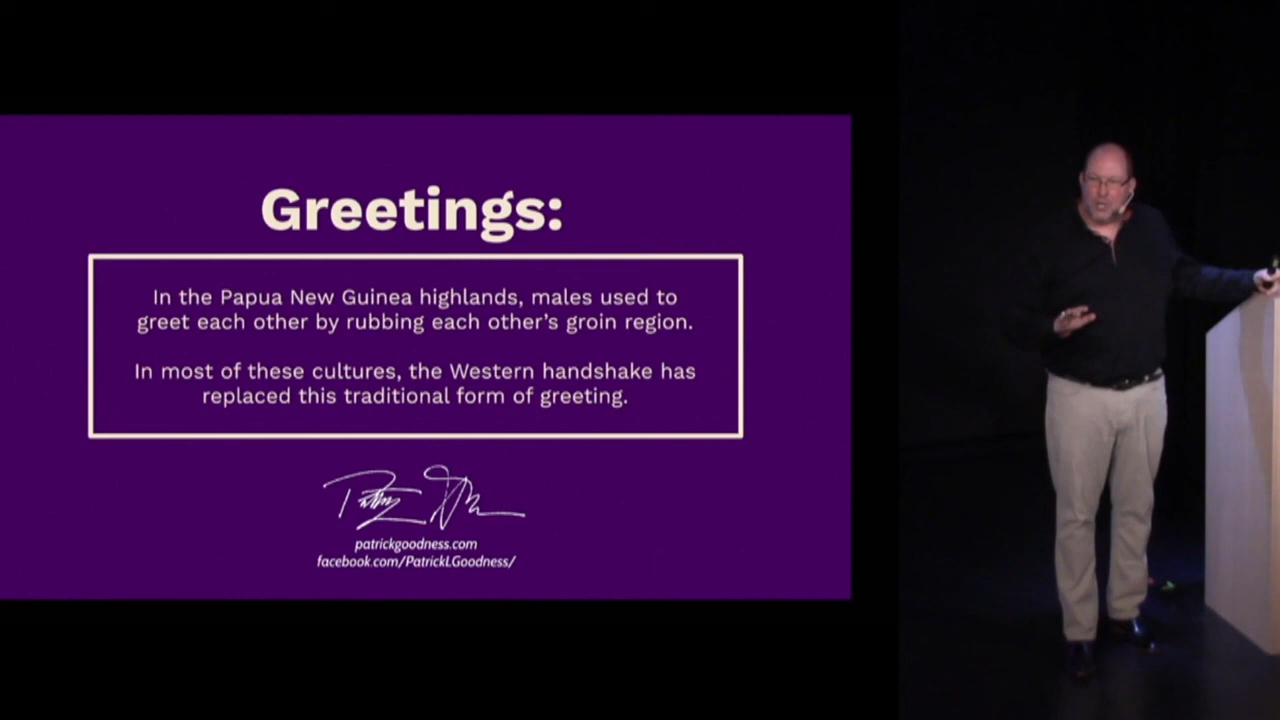 Greetings:
In the Papua New Guinea highlands, males used to
greet each other by rubbing each other's groin region.
In most of these cultures, the Western handshake has
replaced this traditional form of greeting.
patrickgoodness.com
facebook.com/PatrickLGoodness/